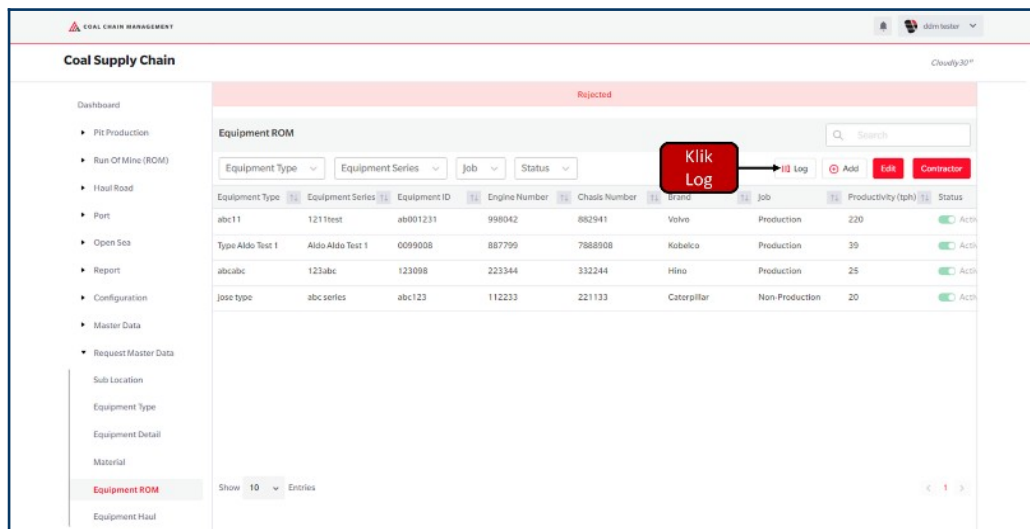 COAL CHAIN MANAGEMENT
ddm tester
Coal Supply Chain
Cloudy 30°
Dashboard
Pit Production
Run Of Mine (ROM)
Haul Road
Port
Open Sea
Report
Configuration
Master Data
Request Master Data
Sub Location
Equipment Type
Equipment Detail
Material
Equipment ROM
Equipment Haul
Rejected
Equipment ROM
Search
Equipment Type Equipment Series Job Status
Klik
Log
Log Add Edit Contractor
Equipment Type Equipment Series Equipment ID Engine Number Chasis Number Brand Job Productivity (tph) Status
abc11 1211test ab001231 998042 882941 Volvo Production 220 Activ
Type Aldo Test 1 Aldo Aldo Test 1 0099008 887799 7888908 Kobelco Production 39 Activ
abcabc 123abc 123098 223344 332244 Hino Production 25 Activ
jose type abc series abc123 112233 221133 Caterpillar Non-Production 20 Activ
Show 10 Entries
1